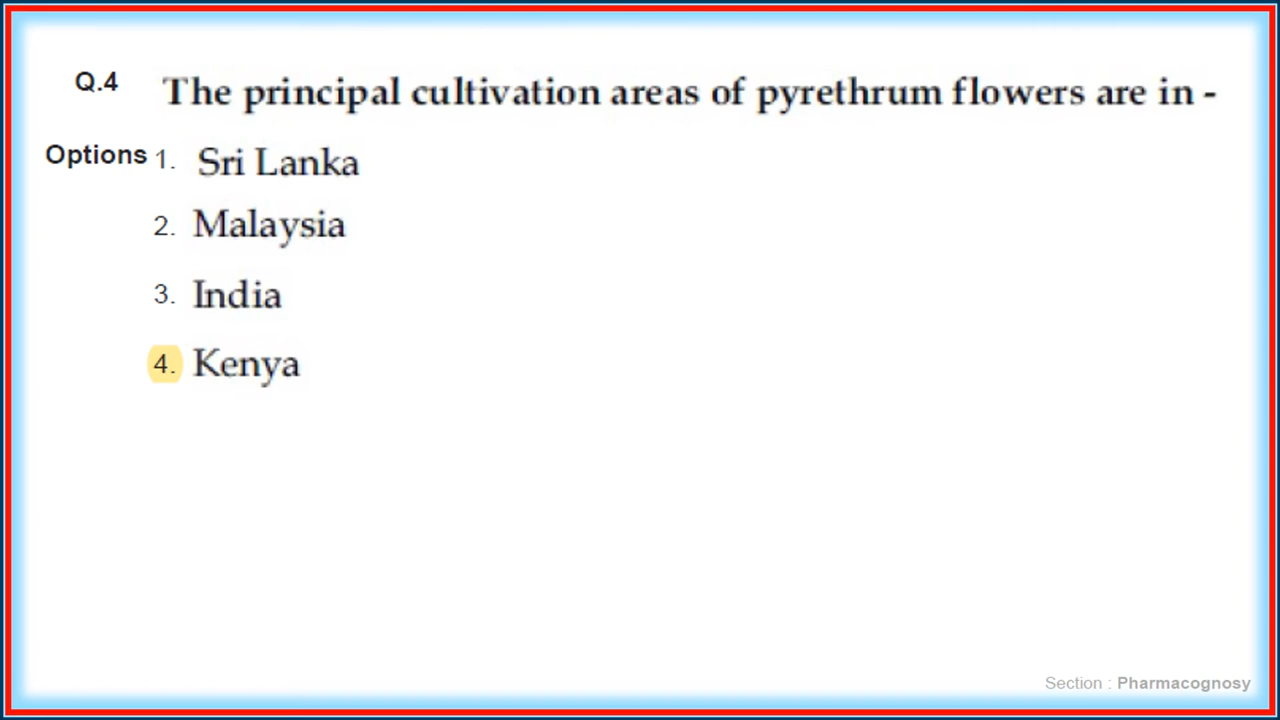 Q.4 The principal cultivation areas of pyrethrum flowers are in -
Options 1. Sri Lanka
2. Malaysia
3. India
4. Kenya
Section : Pharmacognosy